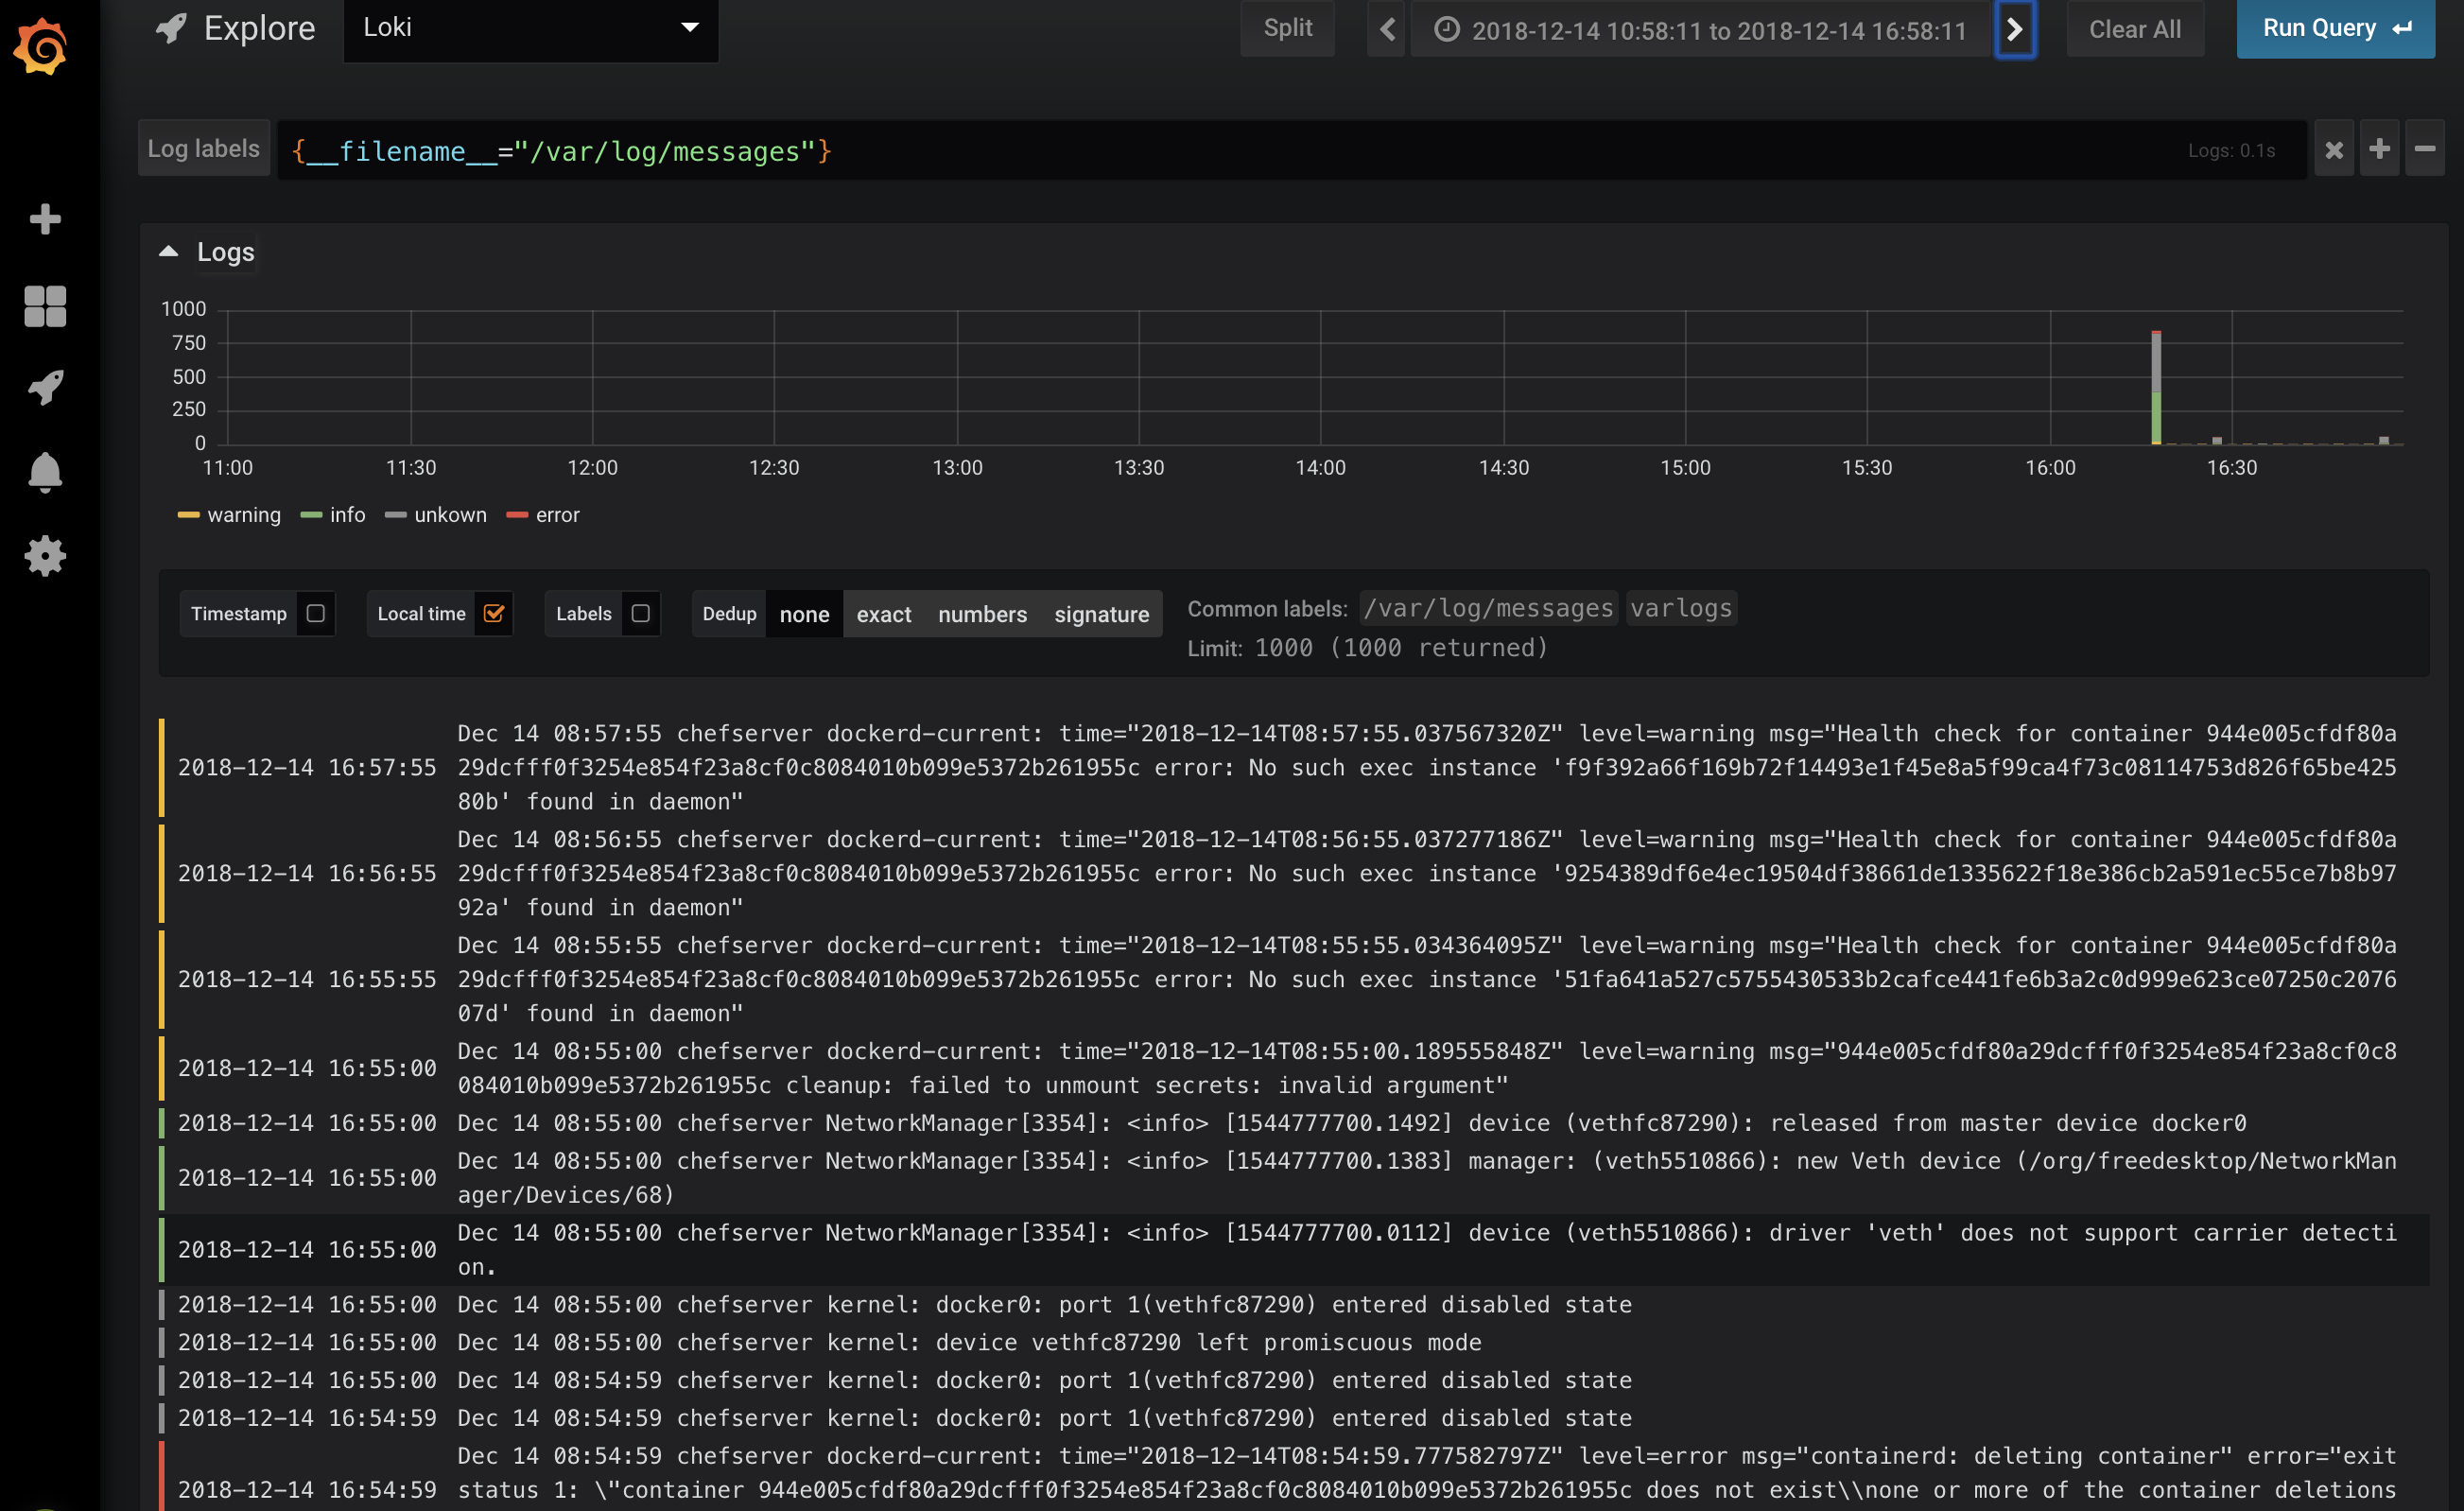 Explore
Loki
Split
2018-12-14 10:58:11 to 2018-12-14 16:58:11
Clear All
Run Query
Log labels
{__filename__="/var/log/messages"}
Logs: 0.1s
Logs
1000
750
500
250
0
11:00 11:30 12:00 12:30 13:00 13:30 14:00 14:30 15:00 15:30 16:00 16:30
warning info unkown error
Timestamp Local time Labels Dedup none exact numbers signature
Common labels: /var/log/messages varlogs
Limit: 1000 (1000 returned)
Dec 14 08:57:55 chefserver dockerd-current: time="2018-12-14T08:57:55.037567320Z" level=warning msg="Health check for container 944e005cfdf80a
2018-12-14 16:57:55 29dcfff0f3254e854f23a8cf0c8084010b099e5372b261955c error: No such exec instance 'f9f392a66f169b72f14493e1f45e8a5f99ca4f73c08114753d826f65be425
80b' found in daemon"
Dec 14 08:56:55 chefserver dockerd-current: time="2018-12-14T08:56:55.037277186Z" level=warning msg="Health check for container 944e005cfdf80a
2018-12-14 16:56:55 29dcfff0f3254e854f23a8cf0c8084010b099e5372b261955c error: No such exec instance '9254389df6e4ec19504df38661de1335622f18e386cb2a591ec55ce7b8b97
92a' found in daemon"
Dec 14 08:55:55 chefserver dockerd-current: time="2018-12-14T08:55:55.034364095Z" level=warning msg="Health check for container 944e005cfdf80a
2018-12-14 16:55:55 29dcfff0f3254e854f23a8cf0c8084010b099e5372b261955c error: No such exec instance '51fa641a527c5755430533b2cafce441fe6b3a2c0d999e623ce07250c2076
07d' found in daemon"
Dec 14 08:55:00 chefserver dockerd-current: time="2018-12-14T08:55:00.189555848Z" level=warning msg="944e005cfdf80a29dcfff0f3254e854f23a8cf0c8
2018-12-14 16:55:00 084010b099e5372b261955c cleanup: failed to unmount secrets: invalid argument"
2018-12-14 16:55:00 Dec 14 08:55:00 chefserver NetworkManager[3354]: <info> [1544777700.1492] device (vethfc87290): released from master device docker0
Dec 14 08:55:00 chefserver NetworkManager[3354]: <info> [1544777700.1383] manager: (veth5510866): new Veth device (/org/freedesktop/NetworkMan
2018-12-14 16:55:00 ager/Devices/68)
Dec 14 08:55:00 chefserver NetworkManager[3354]: <info> [1544777700.0112] device (veth5510866): driver 'veth' does not support carrier detecti
2018-12-14 16:55:00 on.
2018-12-14 16:55:00 Dec 14 08:55:00 chefserver kernel: docker0: port 1(vethfc87290) entered disabled state
2018-12-14 16:55:00 Dec 14 08:55:00 chefserver kernel: device vethfc87290 left promiscuous mode
2018-12-14 16:55:00 Dec 14 08:54:59 chefserver kernel: docker0: port 1(vethfc87290) entered disabled state
2018-12-14 16:54:59 Dec 14 08:54:59 chefserver kernel: docker0: port 1(vethfc87290) entered disabled state
Dec 14 08:54:59 chefserver dockerd-current: time="2018-12-14T08:54:59.777582797Z" level=error msg="containerd: deleting container" error="exit
2018-12-14 16:54:59 status 1: \"container 944e005cfdf80a29dcfff0f3254e854f23a8cf0c8084010b099e5372b261955c does not exist\\none or more of the container deletions